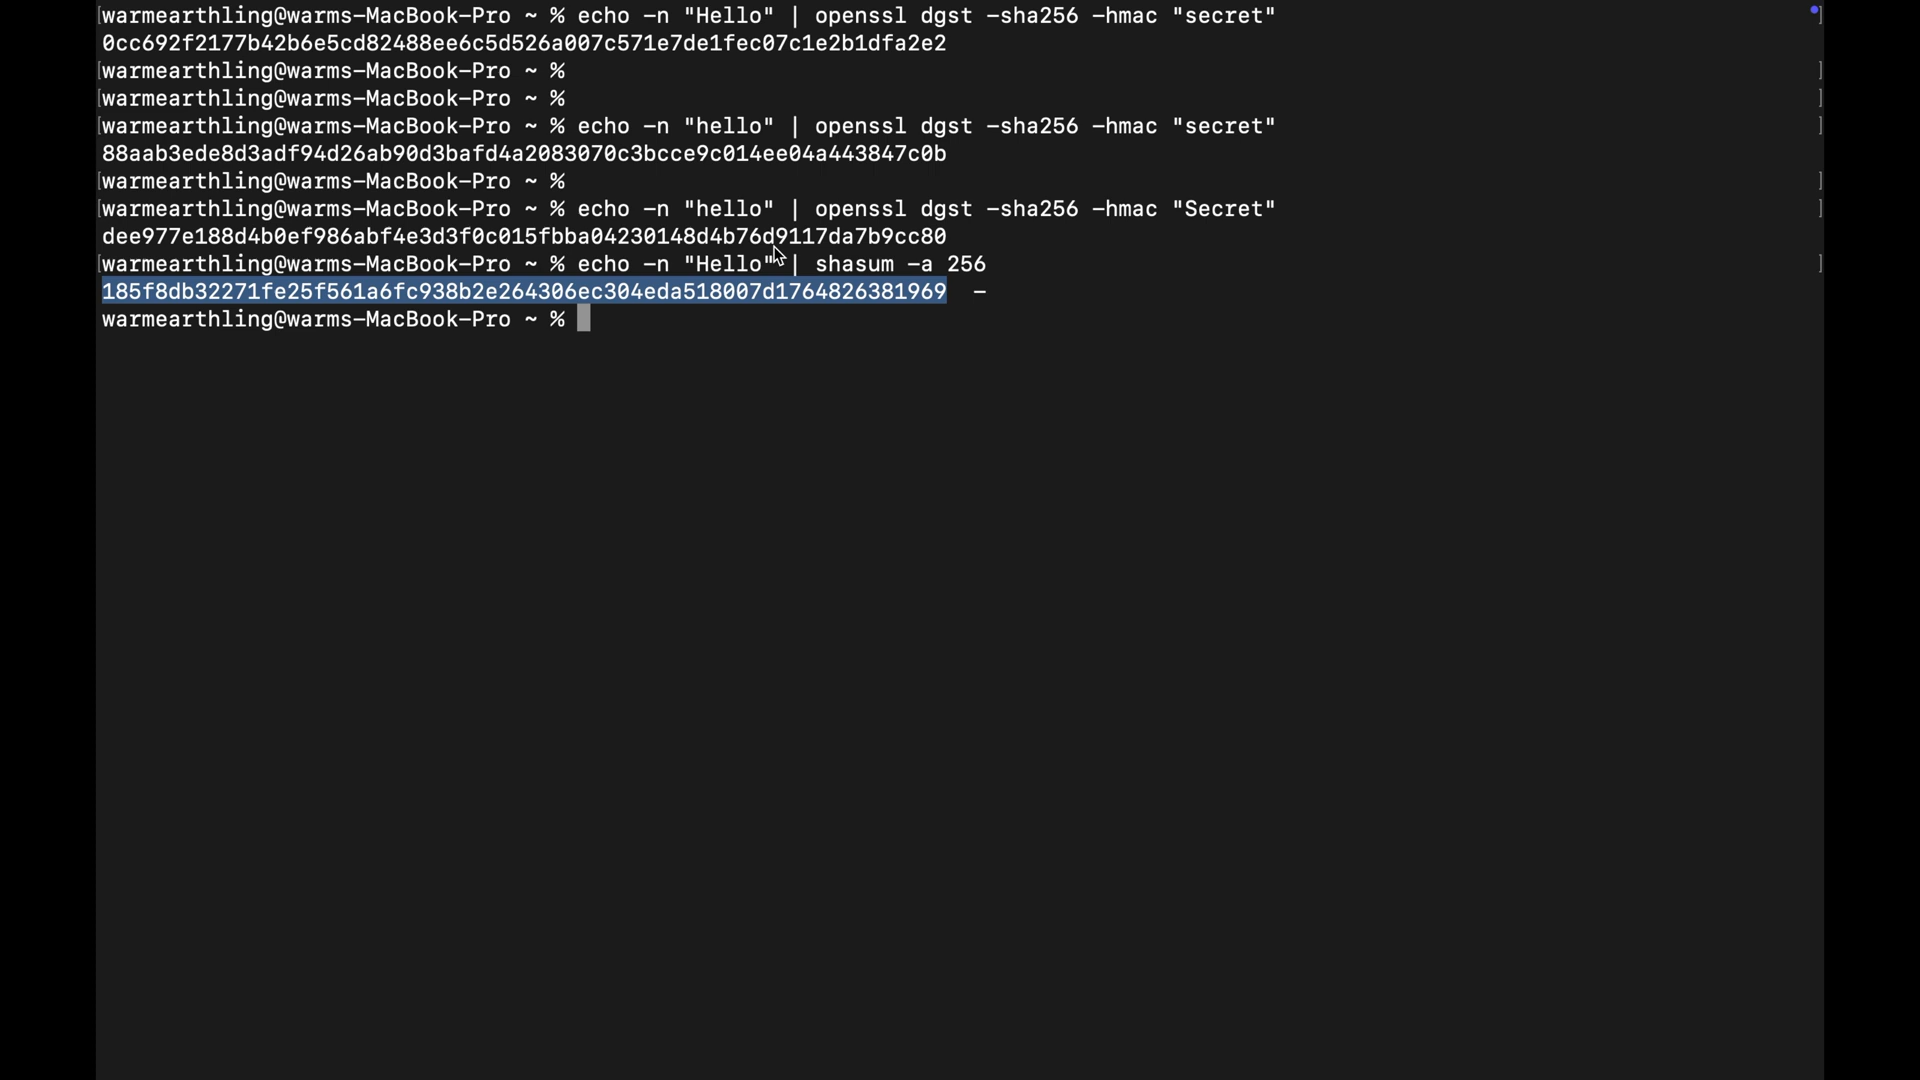 [warmearthling@warms-MacBook-Pro ~ % echo -n "Hello" | openssl dgst -sha256 -hmac "secret" ]
0cc692f2177b42b6e5cd82488ee6c5d526a007c571e7de1fec07c1e2b1dfa2e2
[warmearthling@warms-MacBook-Pro ~ % ]
[warmearthling@warms-MacBook-Pro ~ % ]
[warmearthling@warms-MacBook-Pro ~ % echo -n "hello" | openssl dgst -sha256 -hmac "secret" ]
88aab3ede8d3adf94d26ab90d3bafd4a2083070c3bcce9c014ee04a443847c0b
[warmearthling@warms-MacBook-Pro ~ % ]
[warmearthling@warms-MacBook-Pro ~ % echo -n "hello" | openssl dgst -sha256 -hmac "Secret" ]
dee977e188d4b0ef986abf4e3d3f0c015fbba04230148d4b76d9117da7b9cc80
[warmearthling@warms-MacBook-Pro ~ % echo -n "Hello" | shasum -a 256 ]
185f8db32271fe25f561a6fc938b2e264306ec304eda518007d1764826381969  -
warmearthling@warms-MacBook-Pro ~ %